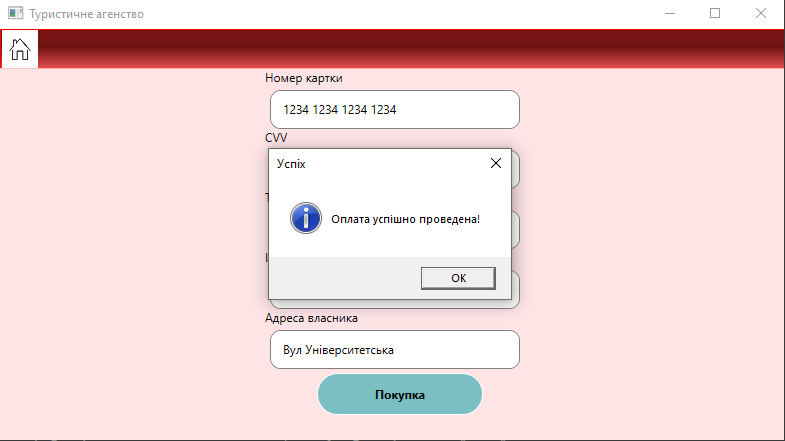 Туристичне агенство
Номер картки
1234 1234 1234 1234
CVV
Успіх
Оплата успішно проведена!
OK
Адреса власника
Вул Університетська
Покупка